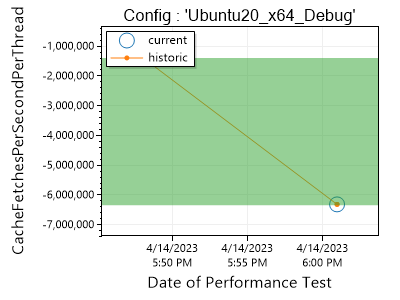 Config : 'Ubuntu20_x64_Debug'
CacheFetchesPerSecondPerThread
current
historic
-1,000,000
-2,000,000
-3,000,000
-4,000,000
-5,000,000
-6,000,000
-7,000,000
4/14/2023 4/14/2023 4/14/2023
5:50 PM 5:55 PM 6:00 PM
Date of Performance Test